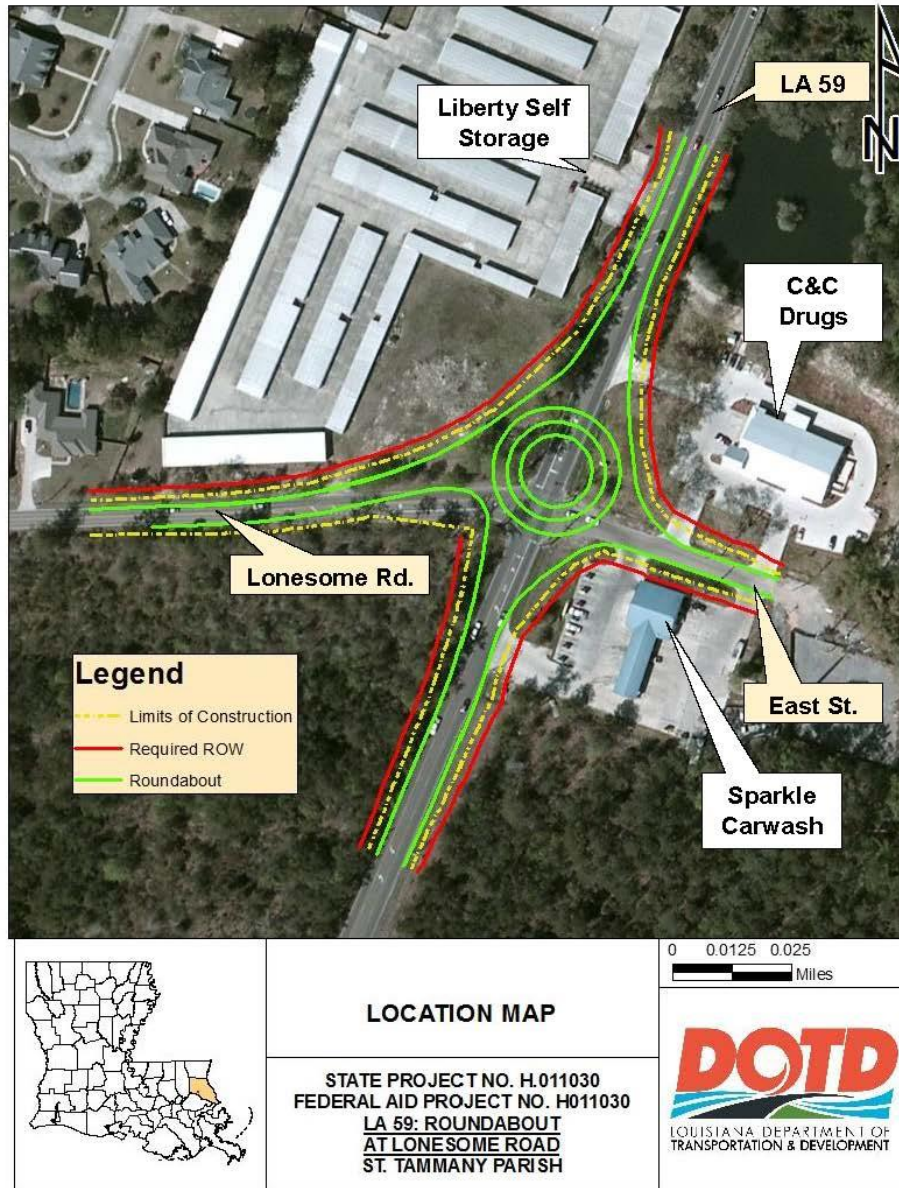 LA 59
N
Liberty Self
Storage
C&C
Drugs
Lonesome Rd.
Legend
Limits of Construction
Required ROW
Roundabout
East St.
Sparkle
Carwash
LOCATION MAP
STATE PROJECT NO. H.011030
FEDERAL AID PROJECT NO. H011030
LA 59: ROUNDABOUT
AT LONESOME ROAD
ST. TAMMANY PARISH
0 0.0125 0.025
Miles
DOTD
LOUISIANA DEPARTMENT OF
TRANSPORTATION & DEVELOPMENT